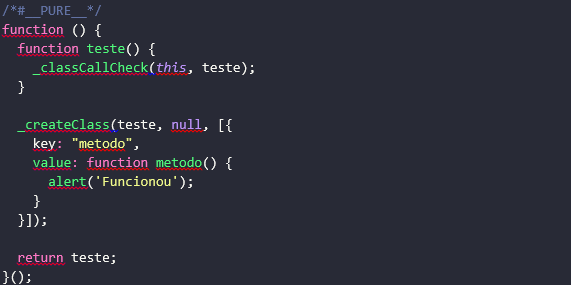 /*#__PURE__*/
function () {
  function teste() {
    _classCallCheck(this, teste);
  }

  _createClass(teste, null, [{
    key: "metodo",
    value: function metodo() {
      alert('Funcionou');
    }
  }]);

  return teste;
}();